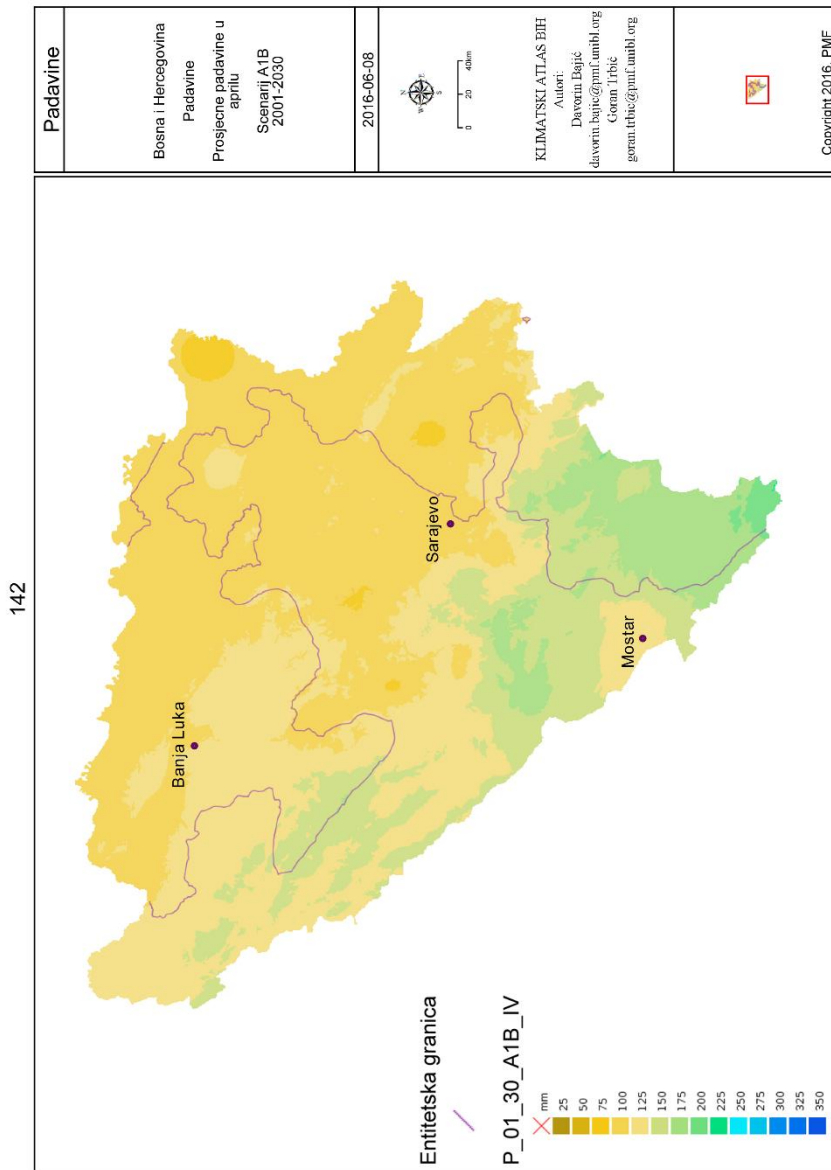 142
Padavine
Bosna i Hercegovina
Padavine
Prosjecne padavine u
aprilu
Scenarij A1B
2001-2030
2016-06-08
N
E
S
W
0 20 40km
KLIMATSKI ATLAS BIH
Autori:
Davorin Bajić
davorin.bajic@pmf.unibl.org
Goran Trbić
goran.trbic@pmf.unibl.org
Copyright 2016, PMF
Banja Luka
Sarajevo
Mostar
Entitetska granica
P_01_30_A1B_IV
mm
25
50
75
100
125
150
175
200
225
250
275
300
325
350